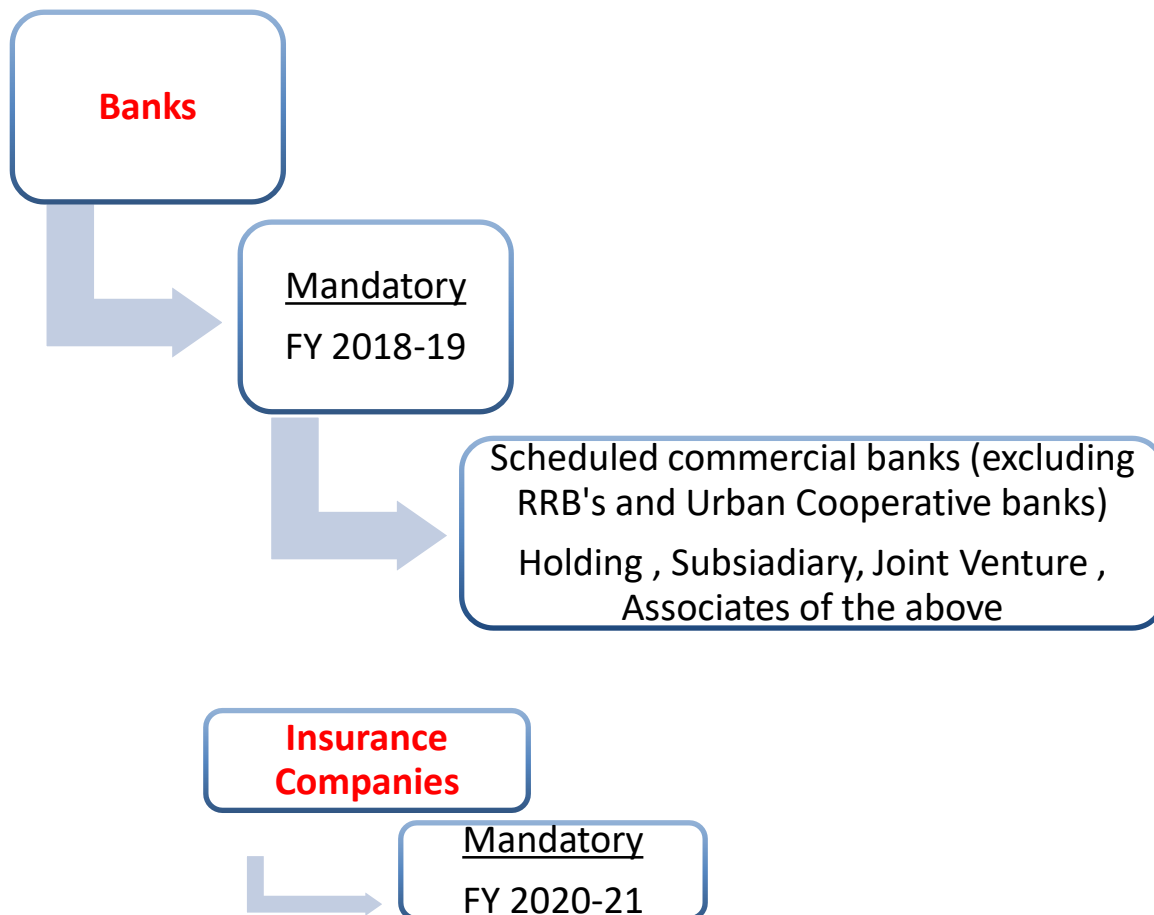 Banks
Mandatory
FY 2018-19
Scheduled commercial banks (excluding
RRB's and Urban Cooperative banks)
Holding , Subsiadiary, Joint Venture ,
Associates of the above
Insurance
Companies
Mandatory
FY 2020-21